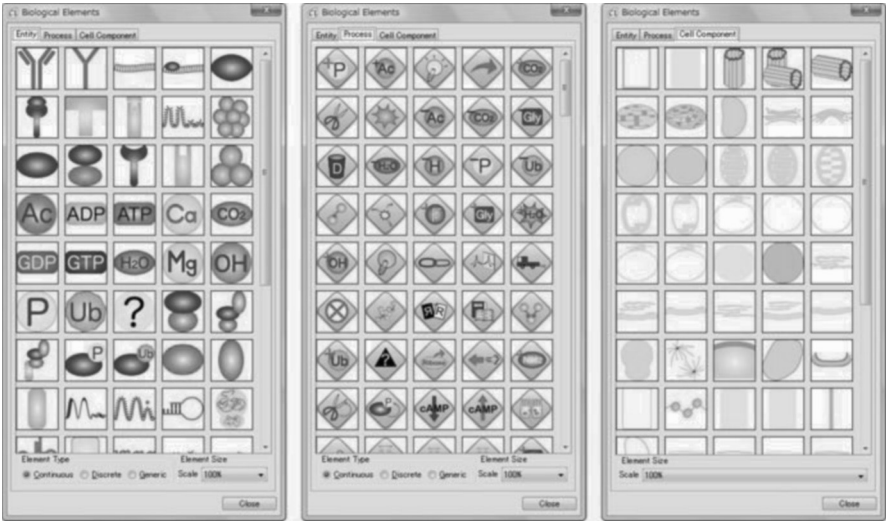 Biological Elements
Entity Process Cell Component
Ac ADP ATP Ca CO2
GDP GTP H2O Mg OH
P Ub ?
P Ub
Element Type Element Size
Continuous Discrete Generic Scale 100%
Close
Biological Elements
Entity Process Cell Component
+P +Ac CO2
-Ac -CO2 Gly
D H2O -H -P -Ub
Gly H2O
OH
R R
+Ub ?
P cAMP cAMP
Element Type Element Size
Continuous Discrete Generic Scale 100%
Close
Biological Elements
Entity Process Cell Component
Element Size
Scale 100%
Close